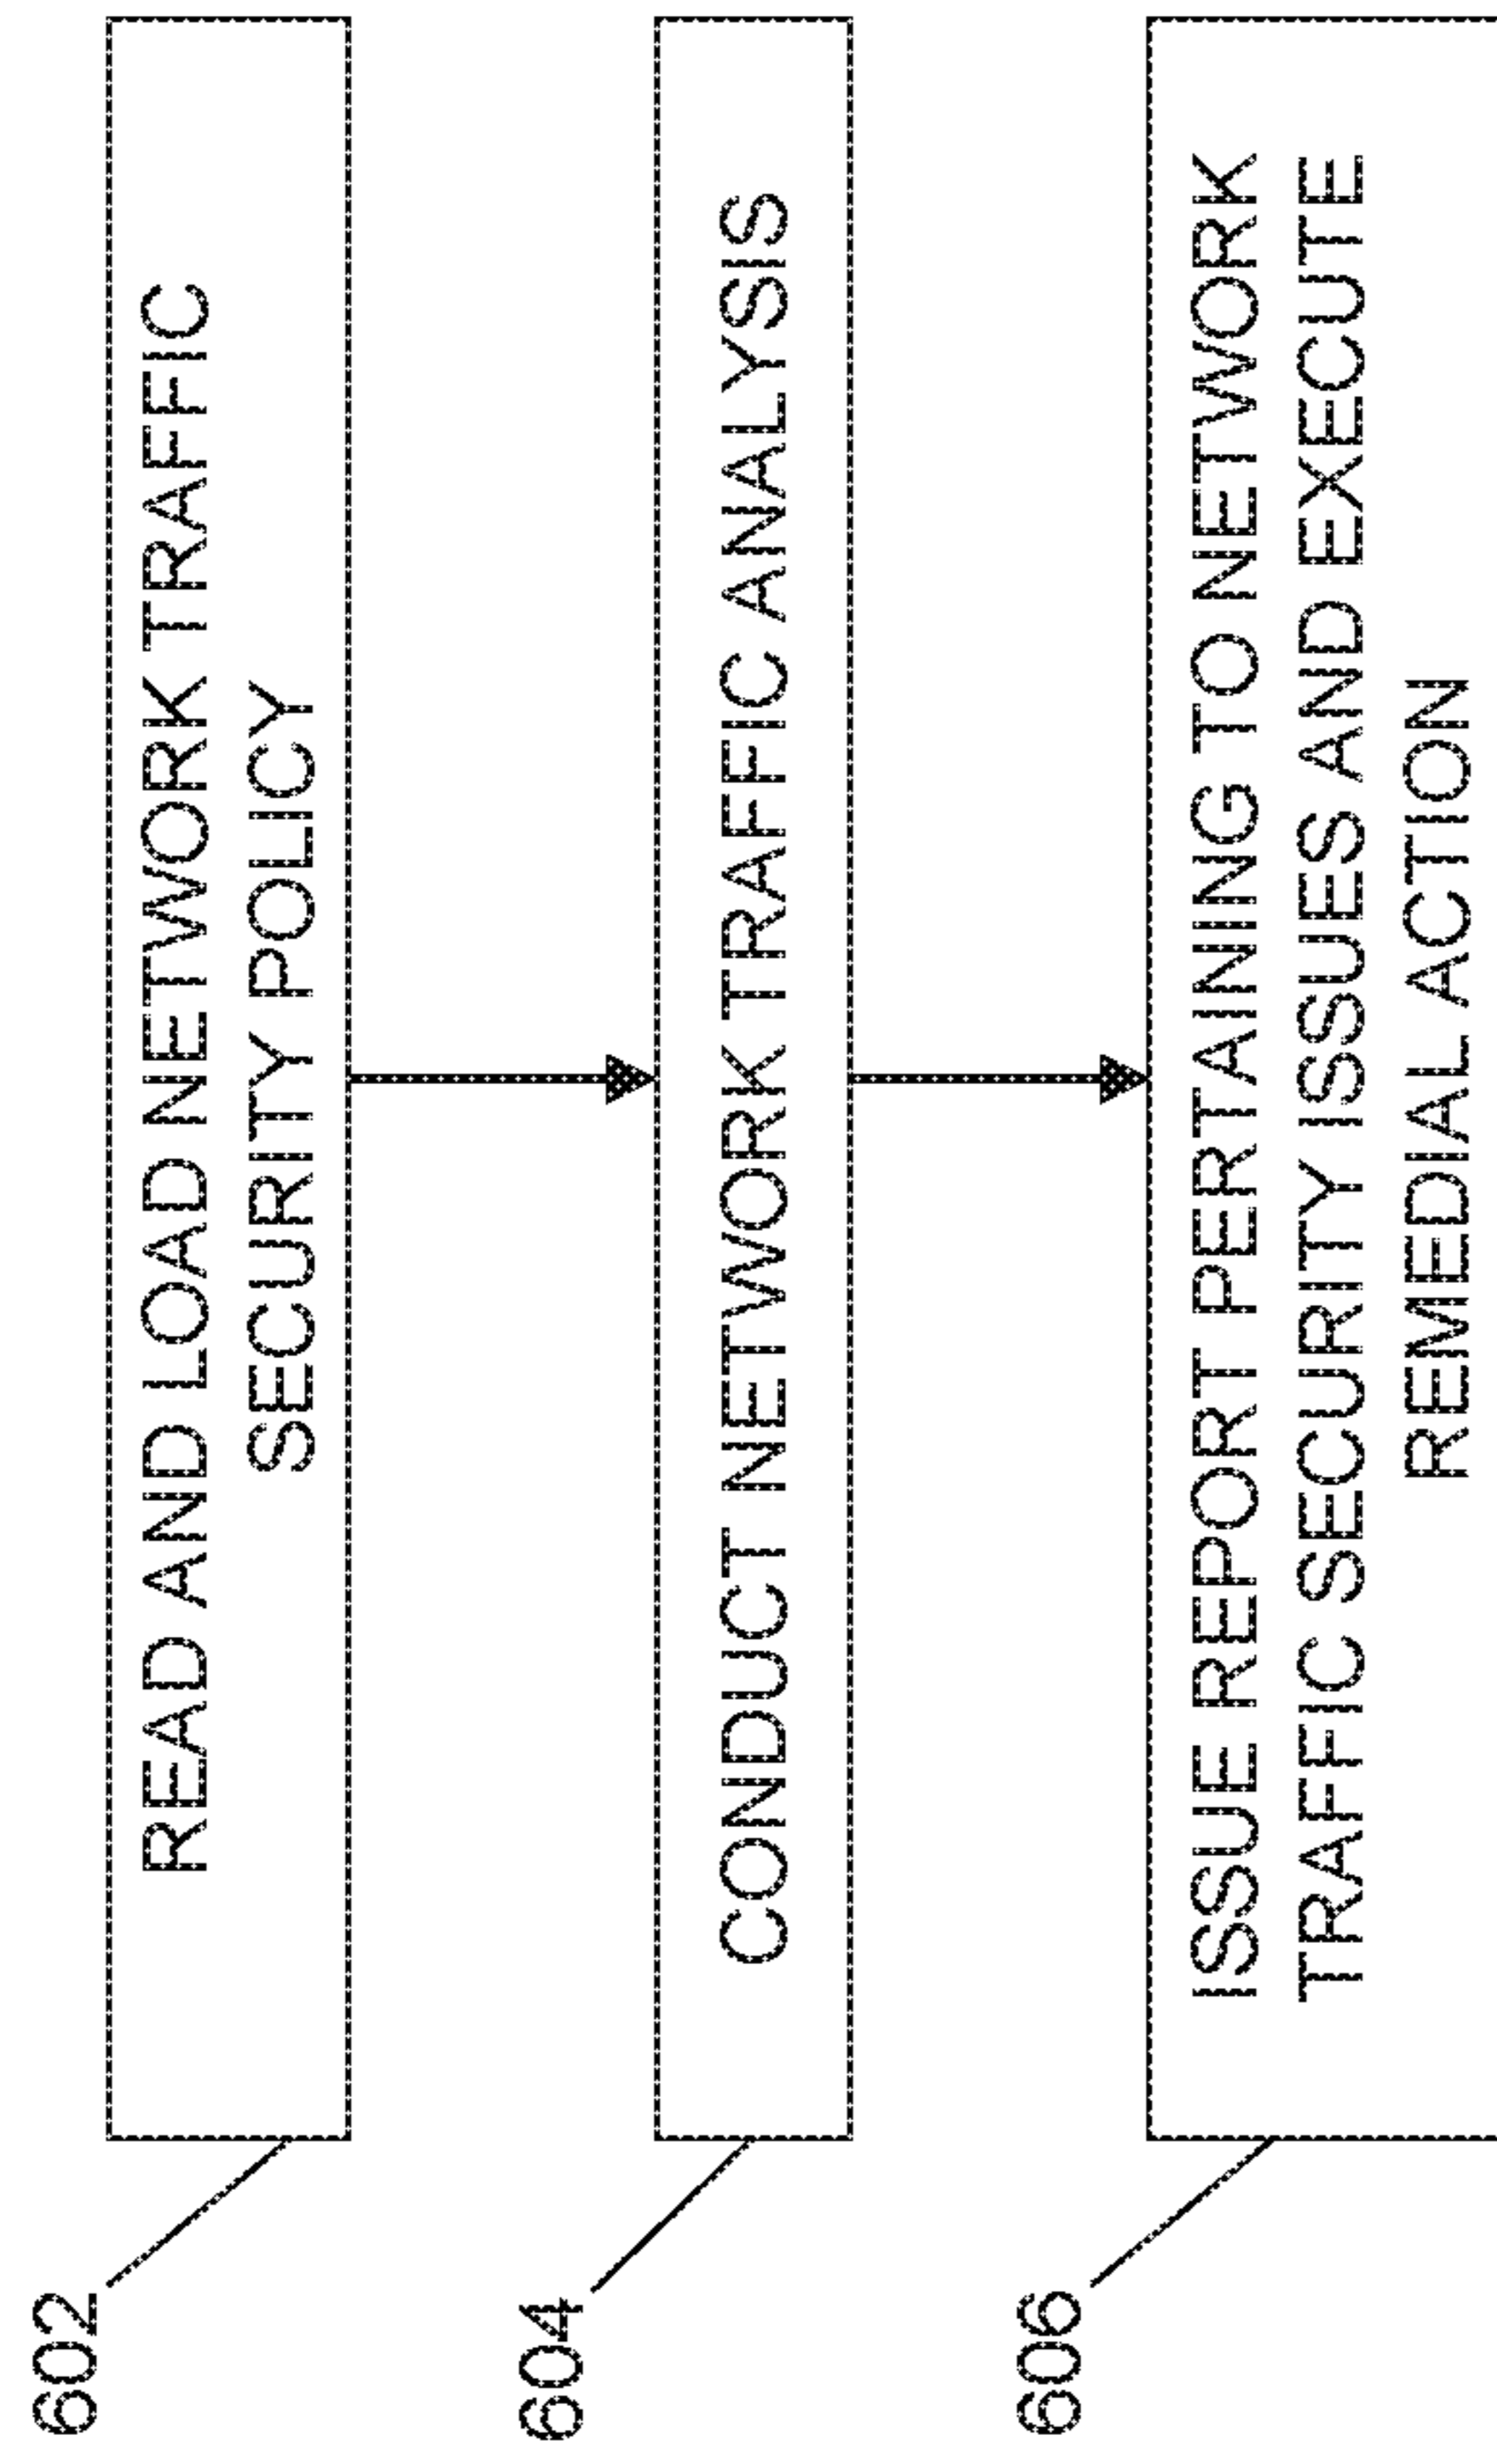 602
READ AND LOAD NETWORK TRAFFIC
SECURITY POLICY
604
CONDUCT NETWORK TRAFFIC ANALYSIS
606
ISSUE REPORT PERTAINING TO NETWORK
TRAFFIC SECURITY ISSUES AND EXECUTE
REMEDIAL ACTION